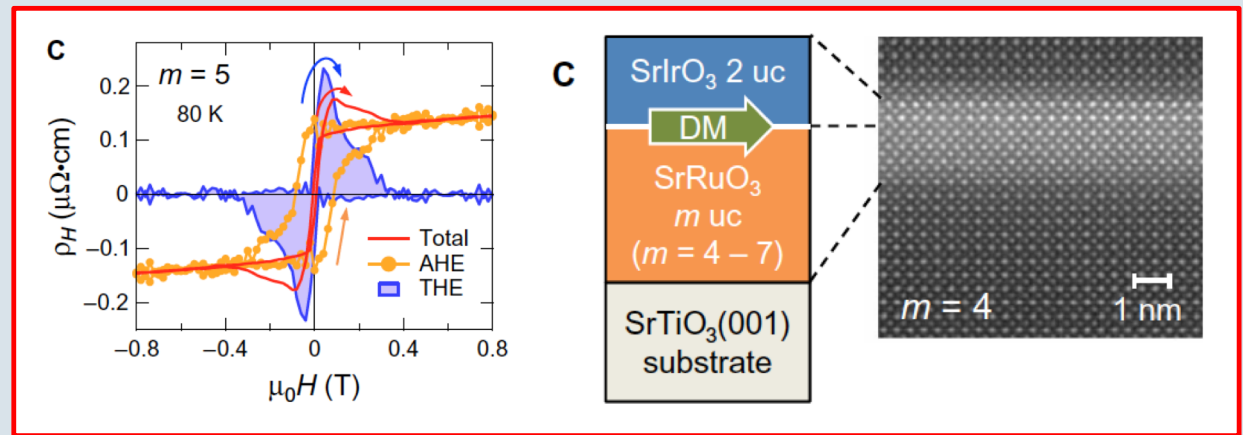 C
m = 5
80 K
ρH (μΩ•cm)
0.2
0.1
0
−0.1
−0.2
Total
AHE
THE
−0.8
−0.4
0
0.4
0.8
μ0H (T)
C
SrIrO3 2 uc
DM
SrRuO3
m uc
(m = 4 – 7)
SrTiO3(001)
substrate
m = 4
1 nm